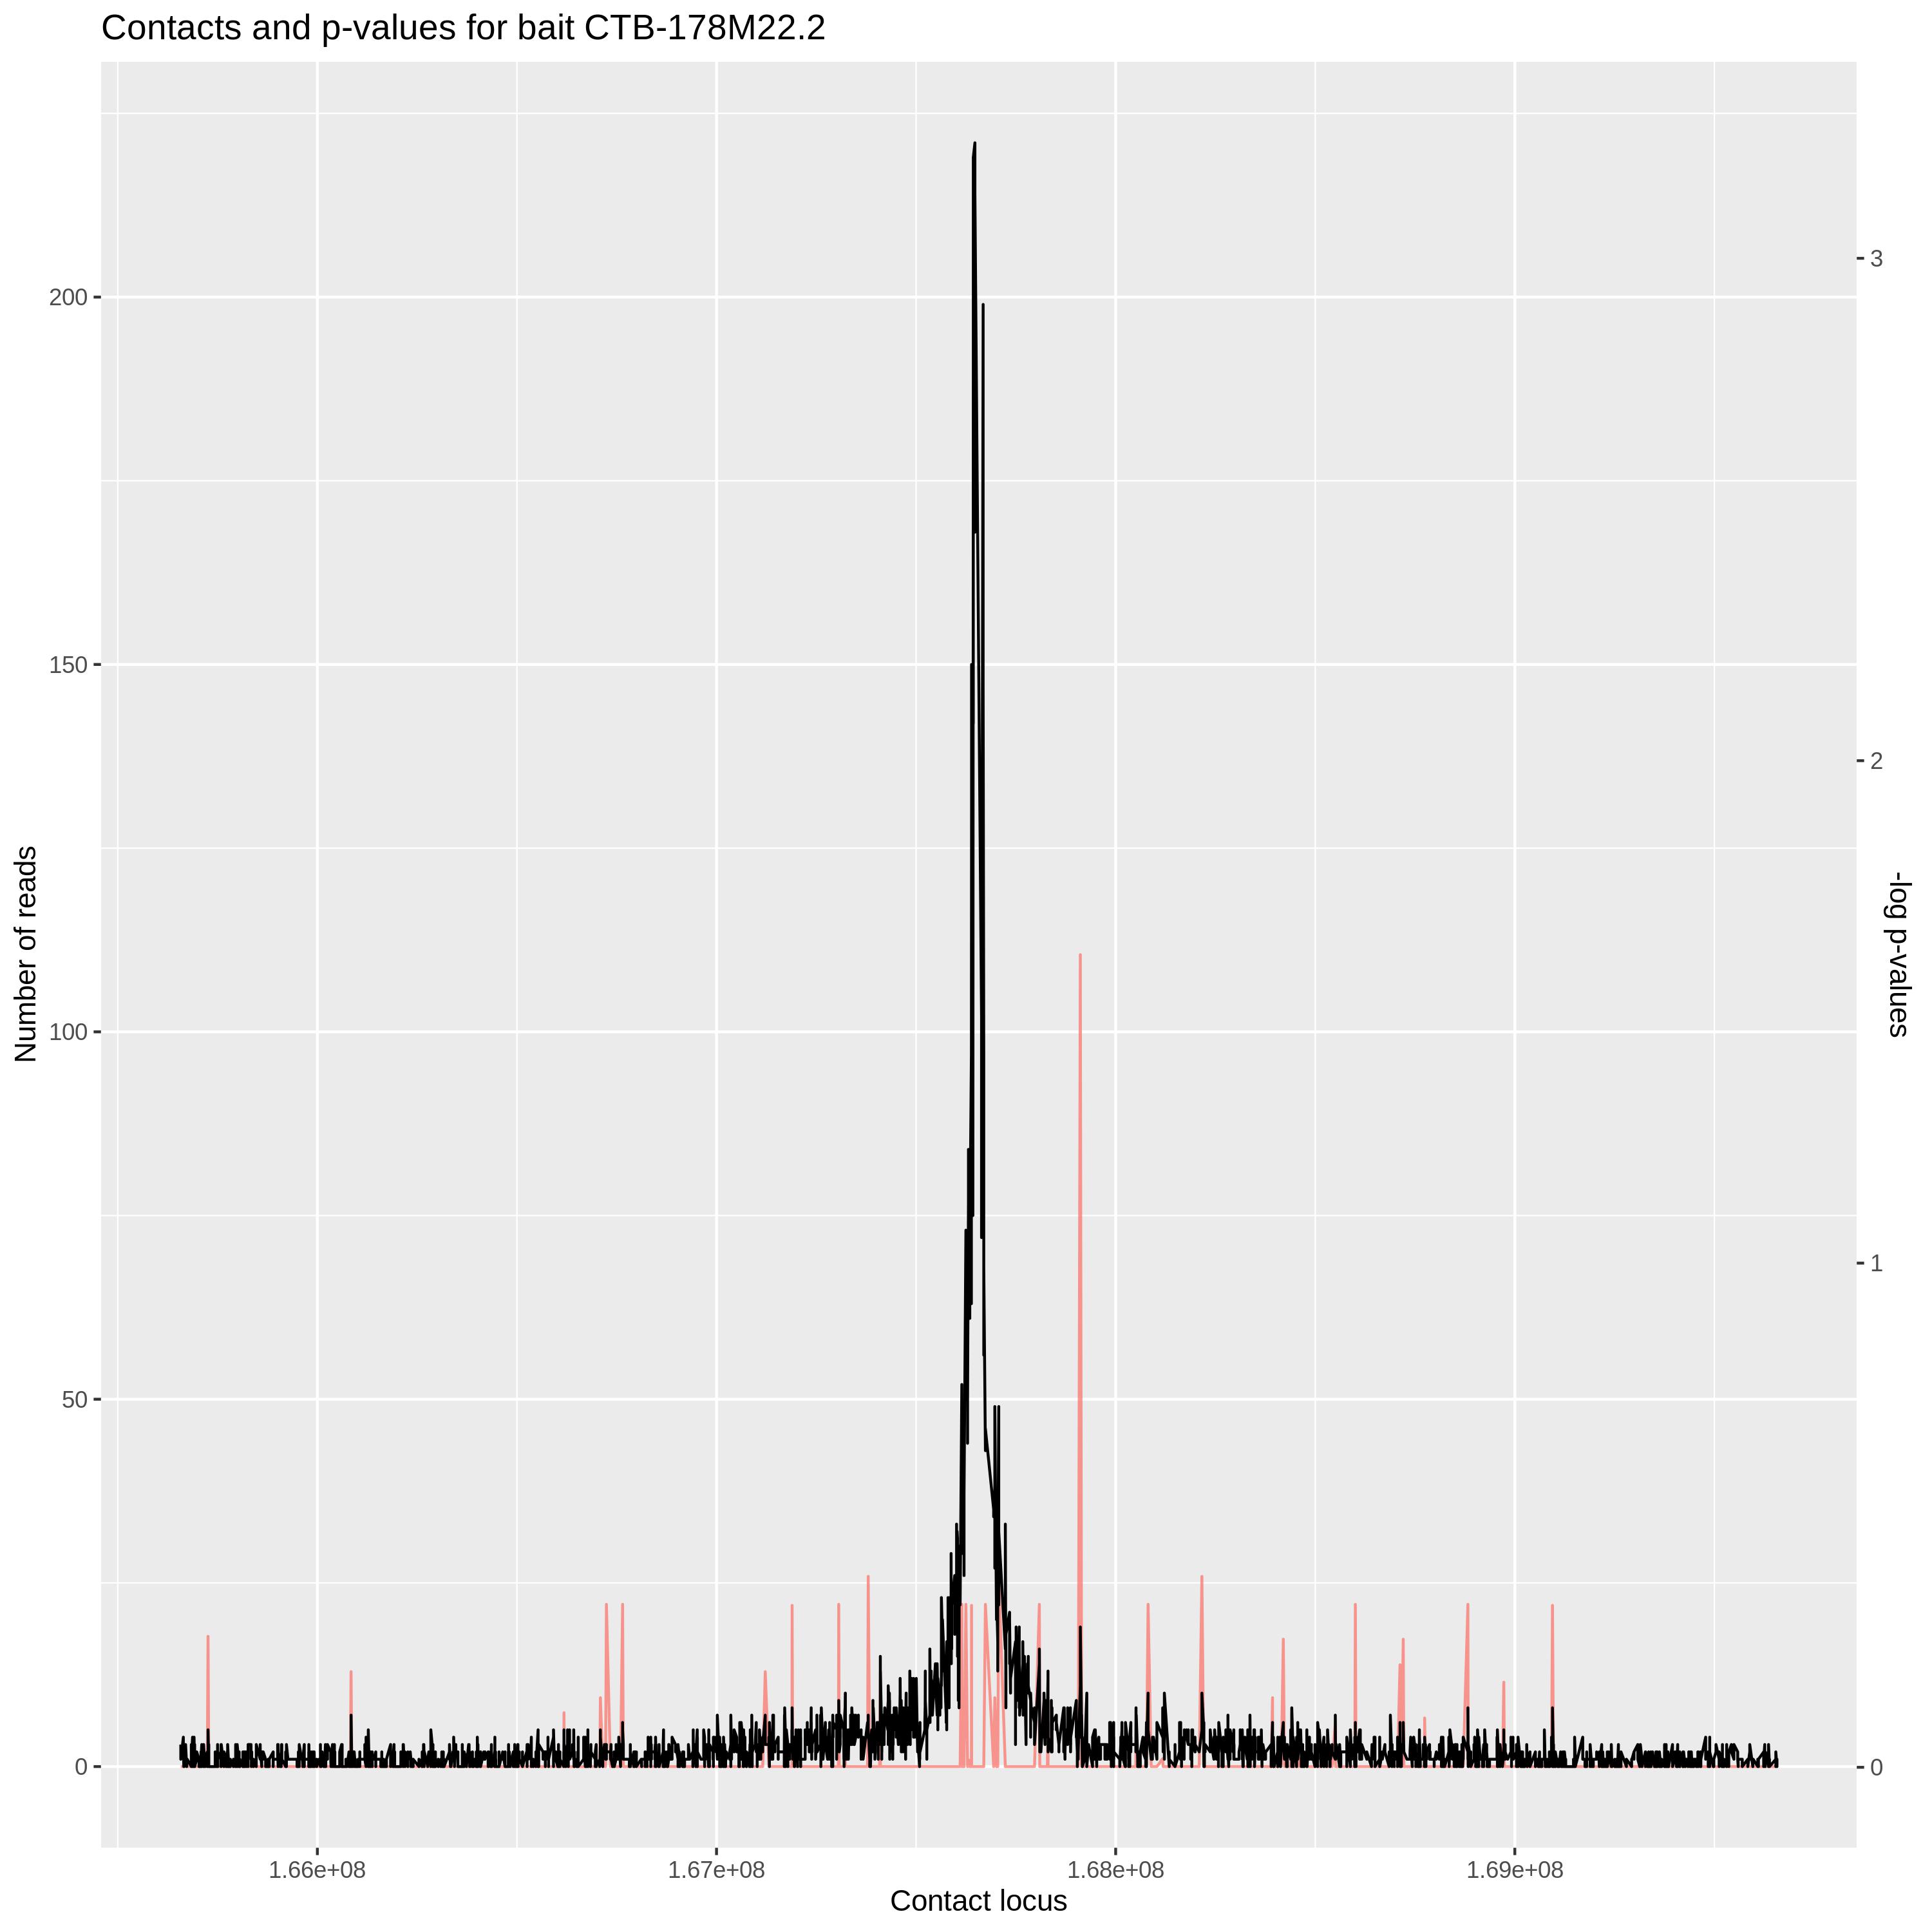 Contacts and p-values for bait CTB-178M22.2
Number of reads
200
150
100
50
0
3
2
1
0
-log p-values
1.66e+08
1.67e+08
1.68e+08
1.69e+08
Contact locus